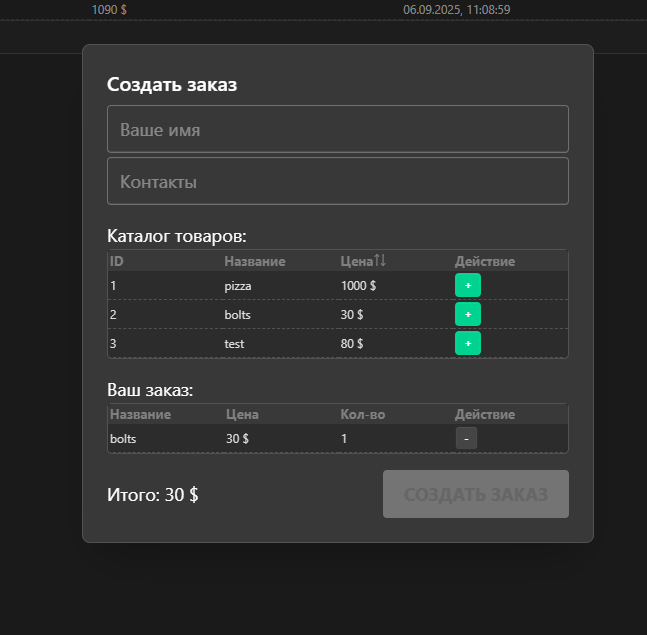 1090 $ 06.09.2025, 11:08:59
Создать заказ
Ваше имя
Контакты
Каталог товаров:
ID Название Цена Действие
1 pizza 1000 $ +
2 bolts 30 $ +
3 test 80 $ +
Ваш заказ:
Название Цена Кол-во Действие
bolts 30 $ 1 -
Итого: 30 $ СОЗДАТЬ ЗАКАЗ